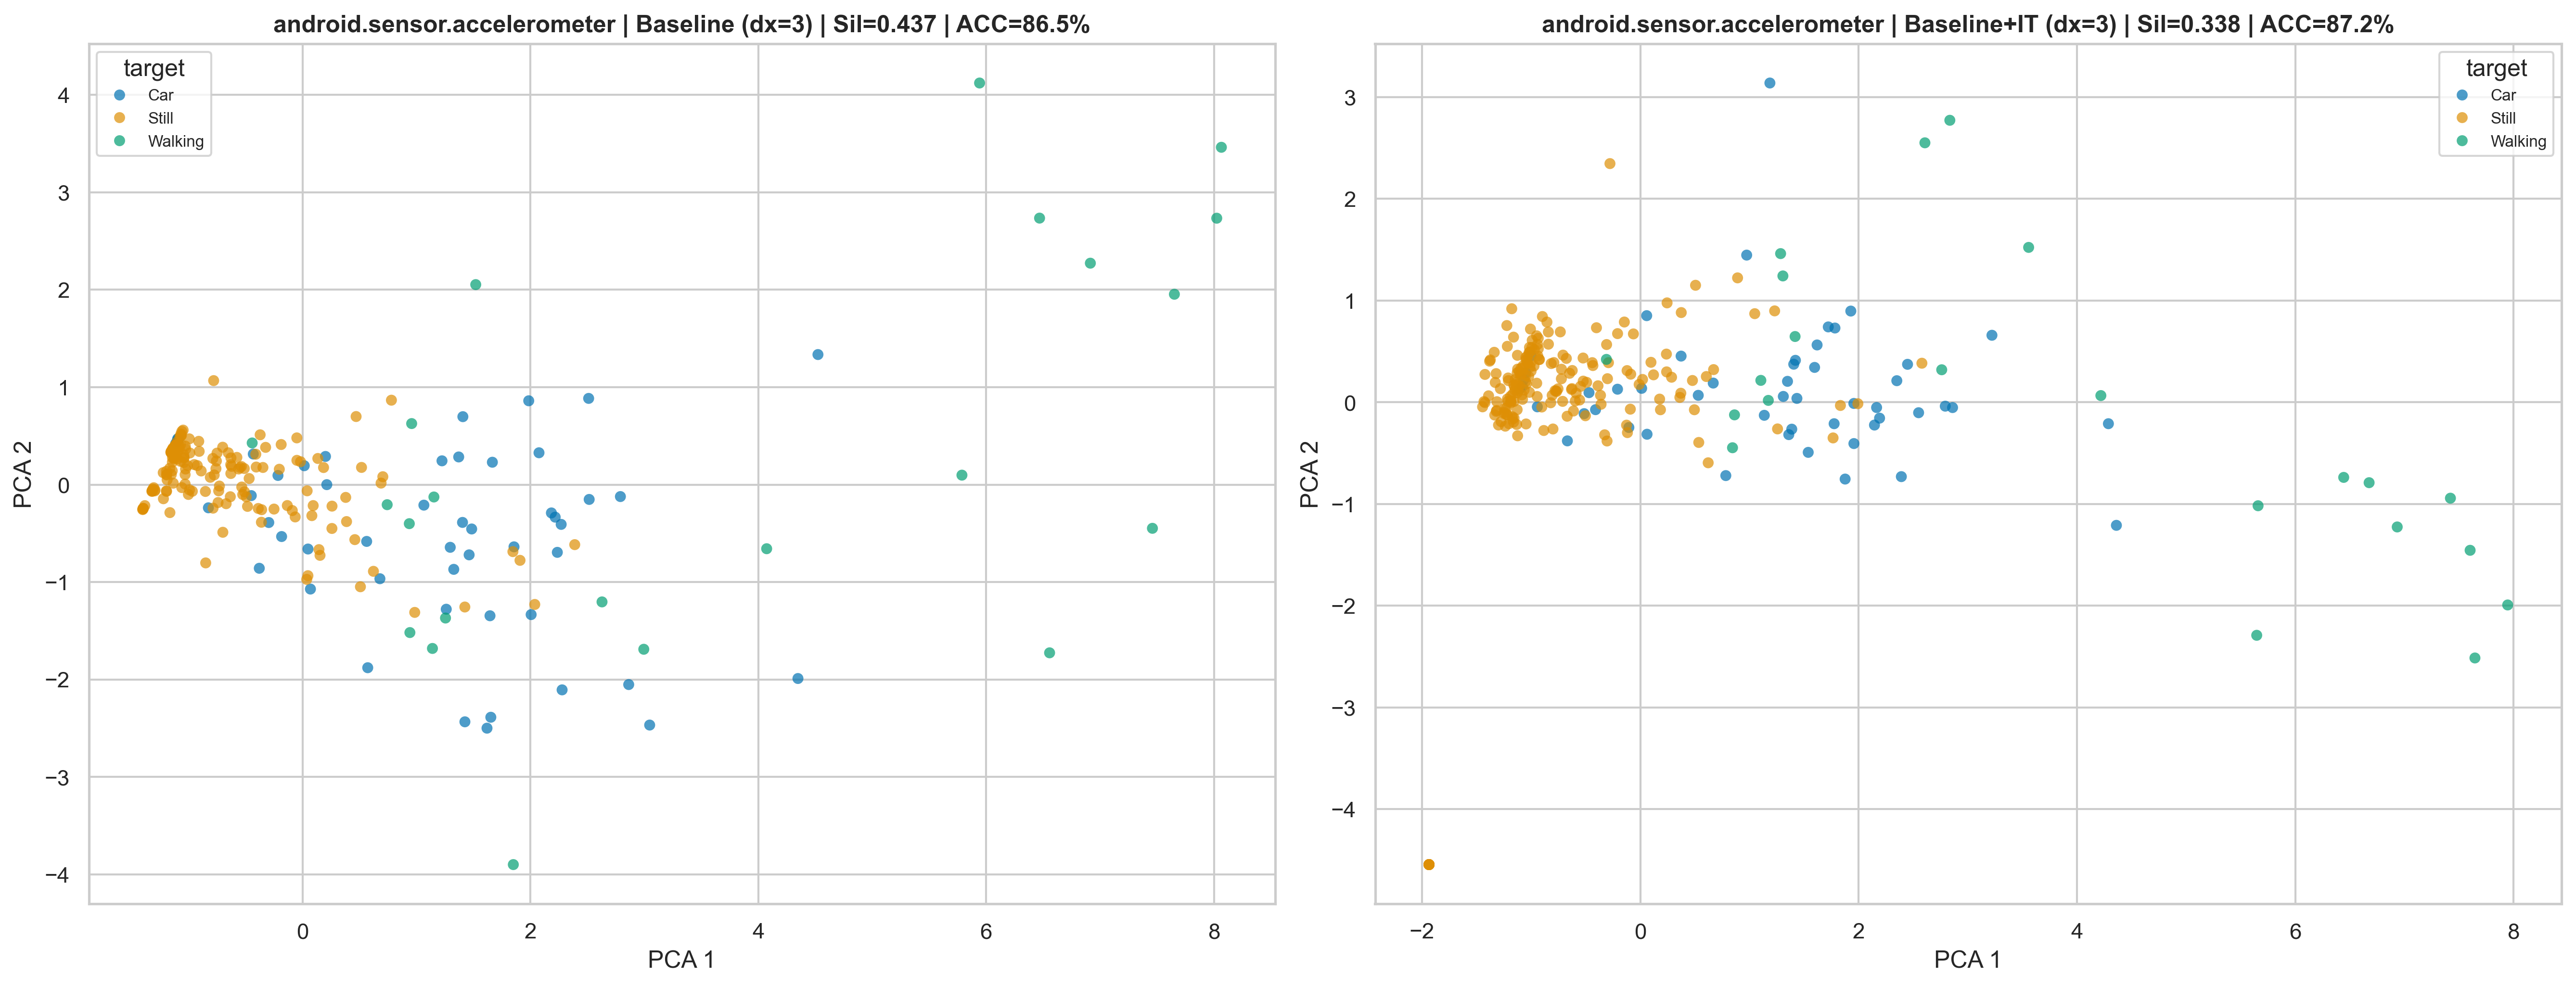 android.sensor.accelerometer | Baseline (dx=3) | Sil=0.437 | ACC=86.5%
target
Car
Still
Walking
4
3
2
1
0
−1
−2
−3
−4
PCA 2
0
2
4
6
8
PCA 1
android.sensor.accelerometer | Baseline+IT (dx=3) | Sil=0.338 | ACC=87.2%
target
Car
Still
Walking
3
2
1
0
−1
−2
−3
−4
PCA 2
−2
0
2
4
6
8
PCA 1